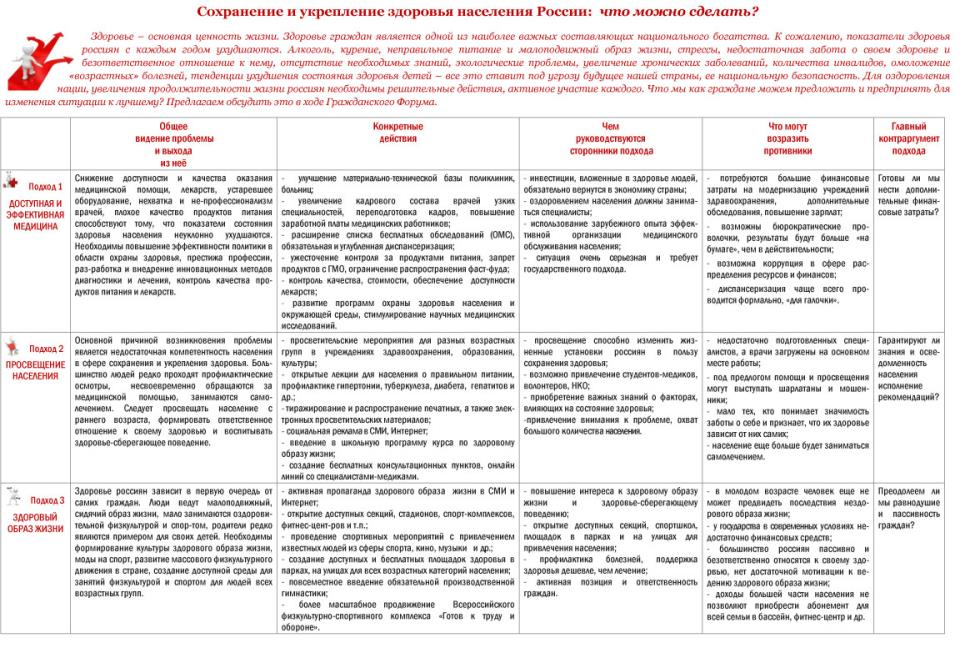 Сохранение и укрепление здоровья населения России: что можно сделать?
Здоровье – основная ценность жизни. Здоровье граждан является одной из наиболее важных составляющих национального богатства. К сожалению, показатели здоровья
россиян с каждым годом ухудшаются. Алкоголь, курение, неправильное питание и малоподвижный образ жизни, стрессы, недостаточная забота о своем здоровье и
безответственное отношение к нему, отсутствие необходимых знаний, экологические проблемы, увеличение хронических заболеваний, количества инвалидов, омоложение
«возрастных» болезней, тенденции ухудшения состояния здоровья детей – все это ставит под угрозу будущее нашей страны, ее национальную безопасность. Для оздоровления
нации, увеличения продолжительности жизни россиян необходимы решительные действия, активное участие каждого. Что мы как граждане можем предложить и предпринять для
изменения ситуации к лучшему? Предлагаем обсудить это в ходе Гражданского Форума.
Общее
видение проблемы
и выхода
из неё
Конкретные
действия
Чем
руководствуются
сторонники подхода
Что могут
возразить
противники
Главный
контраргумент
подхода
Подход 1
ДОСТУПНАЯ И
ЭФФЕКТИВНАЯ
МЕДИЦИНА
Снижение доступности и качества оказания
медицинской помощи, лекарств, устаревшее
оборудование, нехватка и не-профессионализм
врачей, плохое качество продуктов питания
способствуют тому, что показатели состояния
здоровья населения неуклонно ухудшаются.
Необходимы повышение эффективности политики в
области охраны здоровья, престижа профессии,
раз-работка и внедрение инновационных методов
диагностики и лечения, контроль качества про-
дуктов питания и лекарств.
- улучшение материально-технической базы поликлиник,
больниц;
- увеличение кадрового состава врачей узких
специальностей, переподготовка кадров, повышение
заработной платы медицинских работников;
- расширение списка бесплатных обследований (ОМС),
обязательная и углубленная диспансеризация;
- ужесточение контроля за продуктами питания, запрет
продуктов с ГМО, ограничение распространения фаст-фуда;
- контроль качества, стоимости, обеспечение доступности
лекарств;
- развитие программ охраны здоровья населения и
окружающей среды, стимулирование научных медицинских
исследований.
- инвестиции, вложенные в здоровье людей,
обязательно вернутся в экономику страны;
- оздоровлением населения должны занима-
ться специалисты;
- использование зарубежного опыта эффек-
тивной организации медицинского
обслуживания населения;
- ситуация очень серьезная и требует
государственного подхода.
- потребуются большие финансовые
затраты на модернизацию учреждений
здравоохранения, дополнительные
обследования, повышение зарплат;
- возможны бюрократические про-
волочки, результаты будут больше «на
бумаге», чем в действительности;
- возможна коррупция в сфере рас-
пределения ресурсов и финансов;
- диспансеризация чаще всего про-
водится формально, «для галочки».
Готовы ли мы
нести дополни-
тельные финан-
совые затраты?
Подход 2
ПРОСВЕЩЕНИЕ
НАСЕЛЕНИЯ
Основной причиной возникновения проблемы
является недостаточная компетентность населения
в сфере сохранения и укрепления здоровья. Боль-
шинство людей редко проходят профилактические
осмотры, несвоевременно обращаются за
медицинской помощью, занимаются само-
лечением. Следует просвещать население с
раннего возраста, формировать ответственное
отношение к своему здоровью и воспитывать
здоровье-сберегающее поведение.
- просветительские мероприятия для разных возрастных
групп в учреждениях здравоохранения, образования,
культуры;
- открытые лекции для населения о правильном питании,
профилактике гипертонии, туберкулеза, диабета, гепатитов и
др.;
-тиражирование и распространение печатных, а также элек-
тронных просветительских материалов;
- социальная реклама в СМИ, Интернет;
- введение в школьную программу курса по здоровому
образу жизни;
- создание бесплатных консультационных пунктов, онлайн
линий со специалистами-медиками.
- просвещение способно изменить жиз-
ненные установки россиян в пользу
сохранения здоровья;
- возможно привлечение студентов-медиков,
волонтеров, НКО;
- приобретение важных знаний о факторах,
влияющих на состояние здоровья;
-привлечение внимания к проблеме, охват
большого количества населения.
- недостаточно подготовленных специ-
алистов, а врачи загружены на основном
месте работы;
- под предлогом помощи и просвещения
могут выступать шарлатаны и мошен-
ники;
- мало тех, кто понимает значимость
заботы о себе и признает, что их здоровье
зависит от них самих;
- население еще больше будет заниматься
самолечением.
Гарантируют ли
знания и осве-
домленность
населения
исполнение
рекомендаций?
Подход 3
ЗДОРОВЫЙ
ОБРАЗ ЖИЗНИ
Здоровье россиян зависит в первую очередь от
самих граждан. Люди ведут малоподвижный,
сидячий образ жизни, мало занимаются оздорови-
тельной физкультурой и спор-том, родители редко
являются примером для своих детей. Необходимы
формирование культуры здорового образа жизни,
моды на спорт, развитие массового физкультурного
движения в стране, создание доступной среды для
занятий физкультурой и спортом для людей всех
возрастных групп.
- активная пропаганда здорового образа жизни в СМИ и
Интернет;
- открытие доступных секций, стадионов, спорт-комплексов,
фитнес-цент-ров и т.п.;
- проведение спортивных мероприятий с привлечением
известных людей из сферы спорта, кино, музыки и др.;
- создание доступных и бесплатных площадок здоровья в
парках, на улицах для всех возрастных категорий населения;
- повсеместное введение обязательной производственной
гимнастики;
- более масштабное продвижение Всероссийского
физкультурно-спортивного комплекса «Готов к труду и
обороне».
- повышение интереса к здоровому образу
жизни и здоровье-сберегающему
поведению;
- открытие доступных секций, спортшкол,
площадок в парках и на улицах для
привлечения населения;
- профилактика болезней, поддержка
здоровья дешевле, чем лечение;
- активная позиция и ответственность
граждан.
- в молодом возрасте человек еще не
может предвидеть последствия нездо-
рового образа жизни;
- у государства в современных условиях не-
достаточно финансовых средств;
- большинство россиян пассивно и
безответственно относятся к своему здо-
ровью, нет достаточной мотивации к ве-
дению здорового образа жизни;
- доходы большей части населения не
позволяют приобрести абонемент для
всей семьи в бассейн, фитнес-центр и др.
Преодолеем ли
мы равнодушие
и пассивность
граждан?